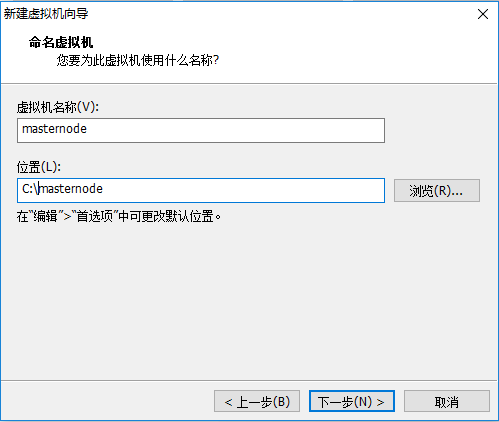 新建虚拟机向导
命名虚拟机
您要为此虚拟机使用什么名称?
虚拟机名称(V):
masternode
位置(L):
C:\masternode
浏览(R)...
在"编辑">"首选项"中可更改默认位置。
< 上一步(B)
下一步(N) >
取消